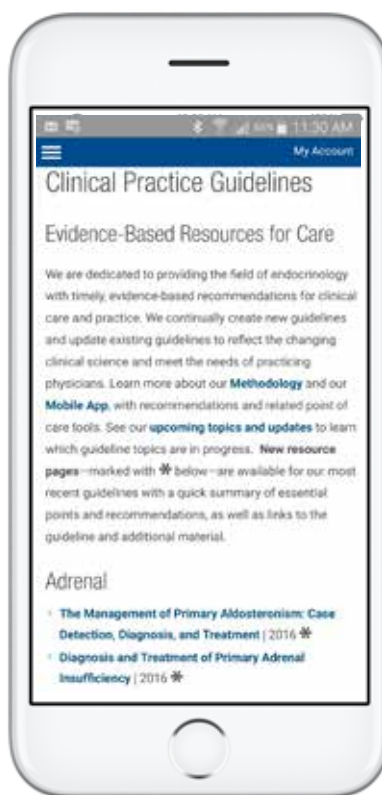 11:30 AM
My Account
Clinical Practice Guidelines
Evidence-Based Resources for Care
We are dedicated to providing the field of endocrinology
with timely, evidence-based recommendations for clinical
care and practice. We continually create new guidelines
and update existing guidelines to reflect the changing
clinical science and meet the needs of practicing
physicians. Learn more about our Methodology and our
Mobile App, with recommendations and related point of
care tools. See our upcoming topics and updates to learn
which guideline topics are in progress. New resource
pages—marked with * below—are available for our most
recent guidelines with a quick summary of essential
points and recommendations, as well as links to the
guideline and additional material.
Adrenal
The Management of Primary Aldosteronism: Case
Detection, Diagnosis, and Treatment | 2016 *
Diagnosis and Treatment of Primary Adrenal
Insufficiency | 2016 *